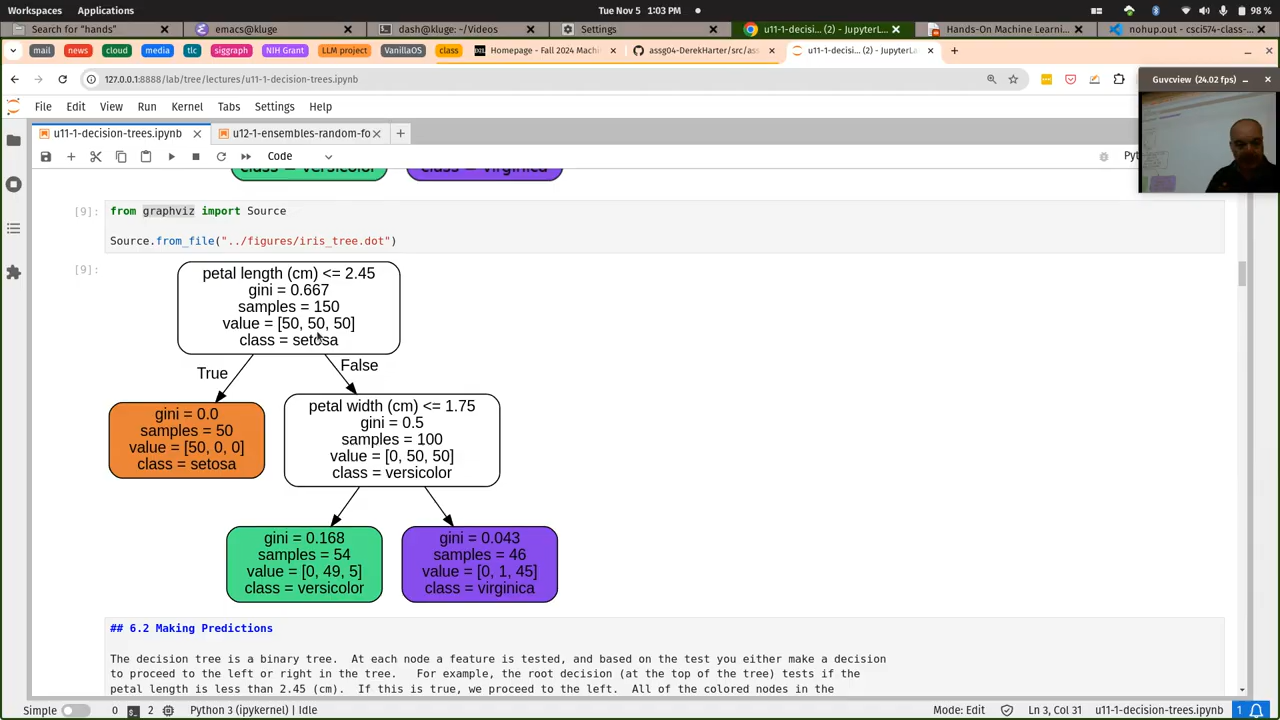 Workspaces Applications Tue Nov 5 1:03 PM 98 %
Search for "hands" emacs@kluge dash@kluge: ~/Videos Settings u11-1-deci... (2) - JupyterL... Hands-On Machine Learni... nohup.out - csci574-class-...
mail news cloud media tlc siggraph NIH Grant LLM project VanillaOS class Homepage - Fall 2024 Machin assg04-DerekHarter/src/ass u11-1-deci... (2) - JupyterL
127.0.0.1:8888/lab/tree/lectures/u11-1-decision-trees.ipynb
Guvcview (24.02 fps)
File Edit View Run Kernel Tabs Settings Help
u11-1-decision-trees.ipynb u12-1-ensembles-random-fo
Code Pyt
class = versicolor class = virginica
[9]: from graphviz import Source
Source.from_file("../figures/iris_tree.dot")
[9]:
petal length (cm) <= 2.45
gini = 0.667
samples = 150
value = [50, 50, 50]
class = setosa
True False
gini = 0.0
samples = 50
value = [50, 0, 0]
class = setosa
petal width (cm) <= 1.75
gini = 0.5
samples = 100
value = [0, 50, 50]
class = versicolor
gini = 0.168
samples = 54
value = [0, 49, 5]
class = versicolor
gini = 0.043
samples = 46
value = [0, 1, 45]
class = virginica
## 6.2 Making Predictions
The decision tree is a binary tree. At each node a feature is tested, and based on the test you either make a decision
to proceed to the left or right in the tree. For example, the root decision (at the top of the tree) tests if the
petal length is less than 2.45 (cm). If this is true, we proceed to the left. All of the colored nodes in the
Simple 0 2 Python 3 (ipykernel) | Idle Mode: Edit Ln 3, Col 31 u11-1-decision-trees.ipynb 1